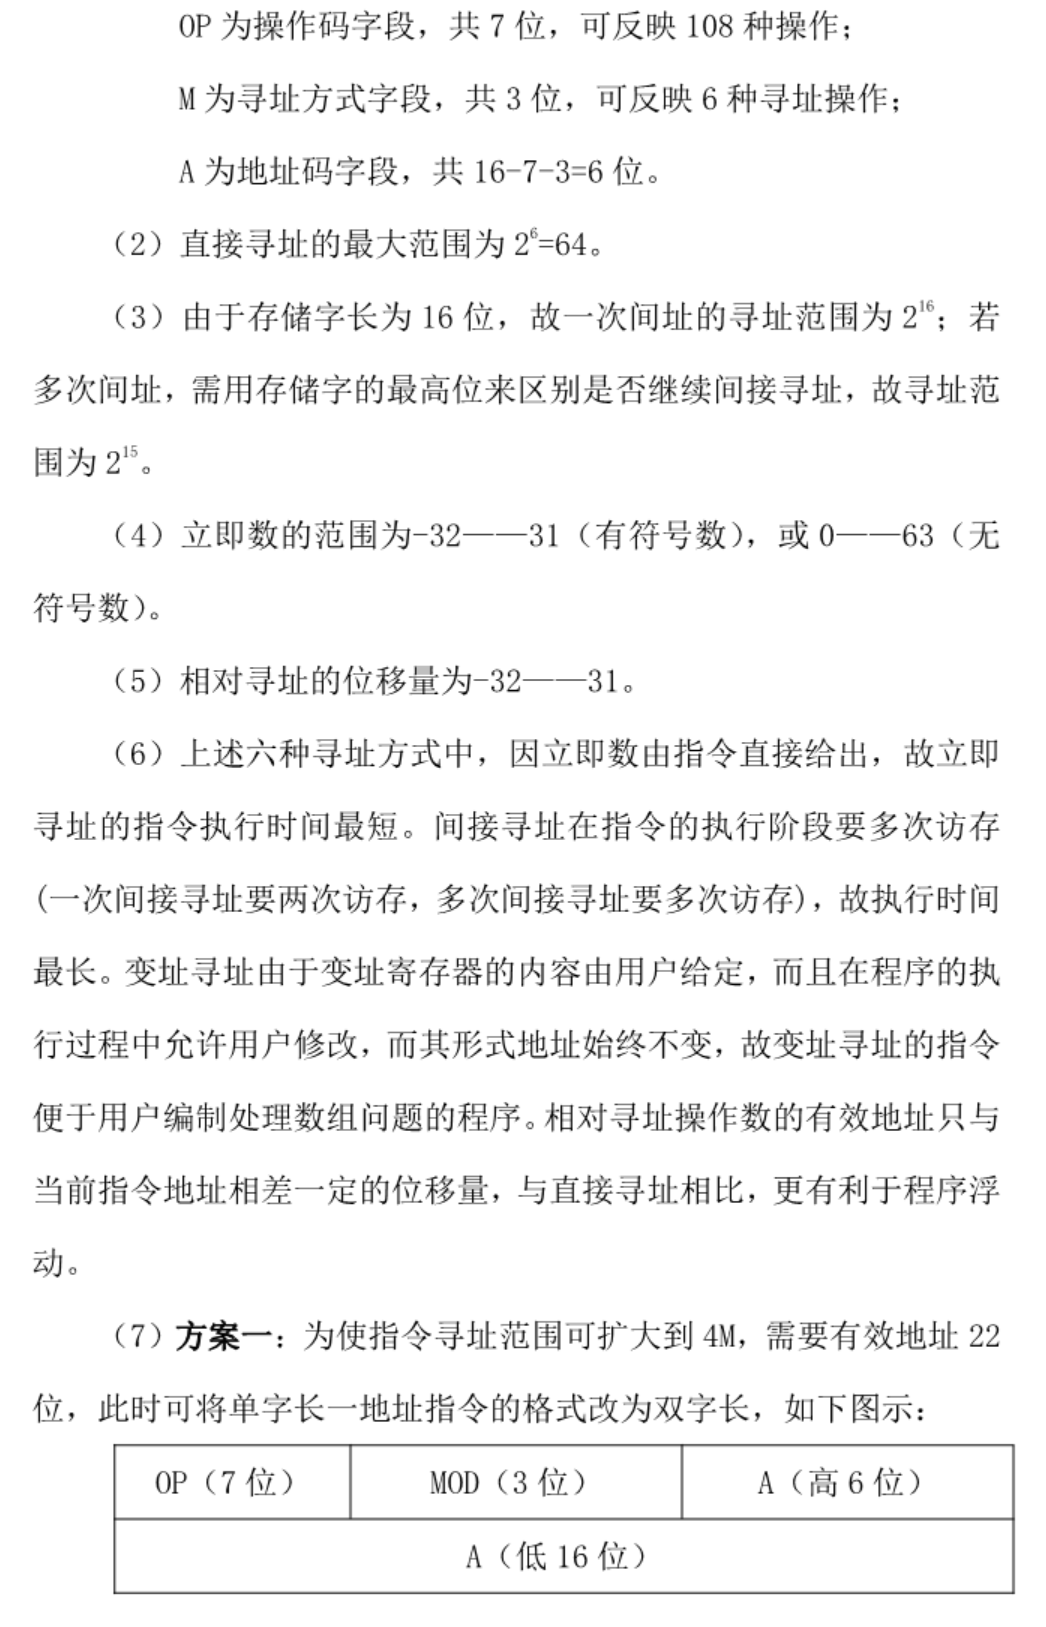 OP 为操作码字段，共 7 位，可反映 108 种操作；
M 为寻址方式字段，共 3 位，可反映 6 种寻址操作；
A 为地址码字段，共 16-7-3=6 位。
（2）直接寻址的最大范围为 2⁶=64。
（3）由于存储字长为 16 位，故一次间址的寻址范围为 2¹⁶；若
多次间址，需用存储字的最高位来区别是否继续间接寻址，故寻址范
围为 2¹⁵。
（4）立即数的范围为-32——31（有符号数），或 0——63（无
符号数）。
（5）相对寻址的位移量为-32——31。
（6）上述六种寻址方式中，因立即数由指令直接给出，故立即
寻址的指令执行时间最短。间接寻址在指令的执行阶段要多次访存
(一次间接寻址要两次访存，多次间接寻址要多次访存)，故执行时间
最长。变址寻址由于变址寄存器的内容由用户给定，而且在程序的执
行过程中允许用户修改，而其形式地址始终不变，故变址寻址的指令
便于用户编制处理数组问题的程序。相对寻址操作数的有效地址只与
当前指令地址相差一定的位移量，与直接寻址相比，更有利于程序浮
动。
（7）方案一：为使指令寻址范围可扩大到 4M，需要有效地址 22
位，此时可将单字长一地址指令的格式改为双字长，如下图示：
OP（7 位） MOD（3 位） A（高 6 位）
A（低 16 位）